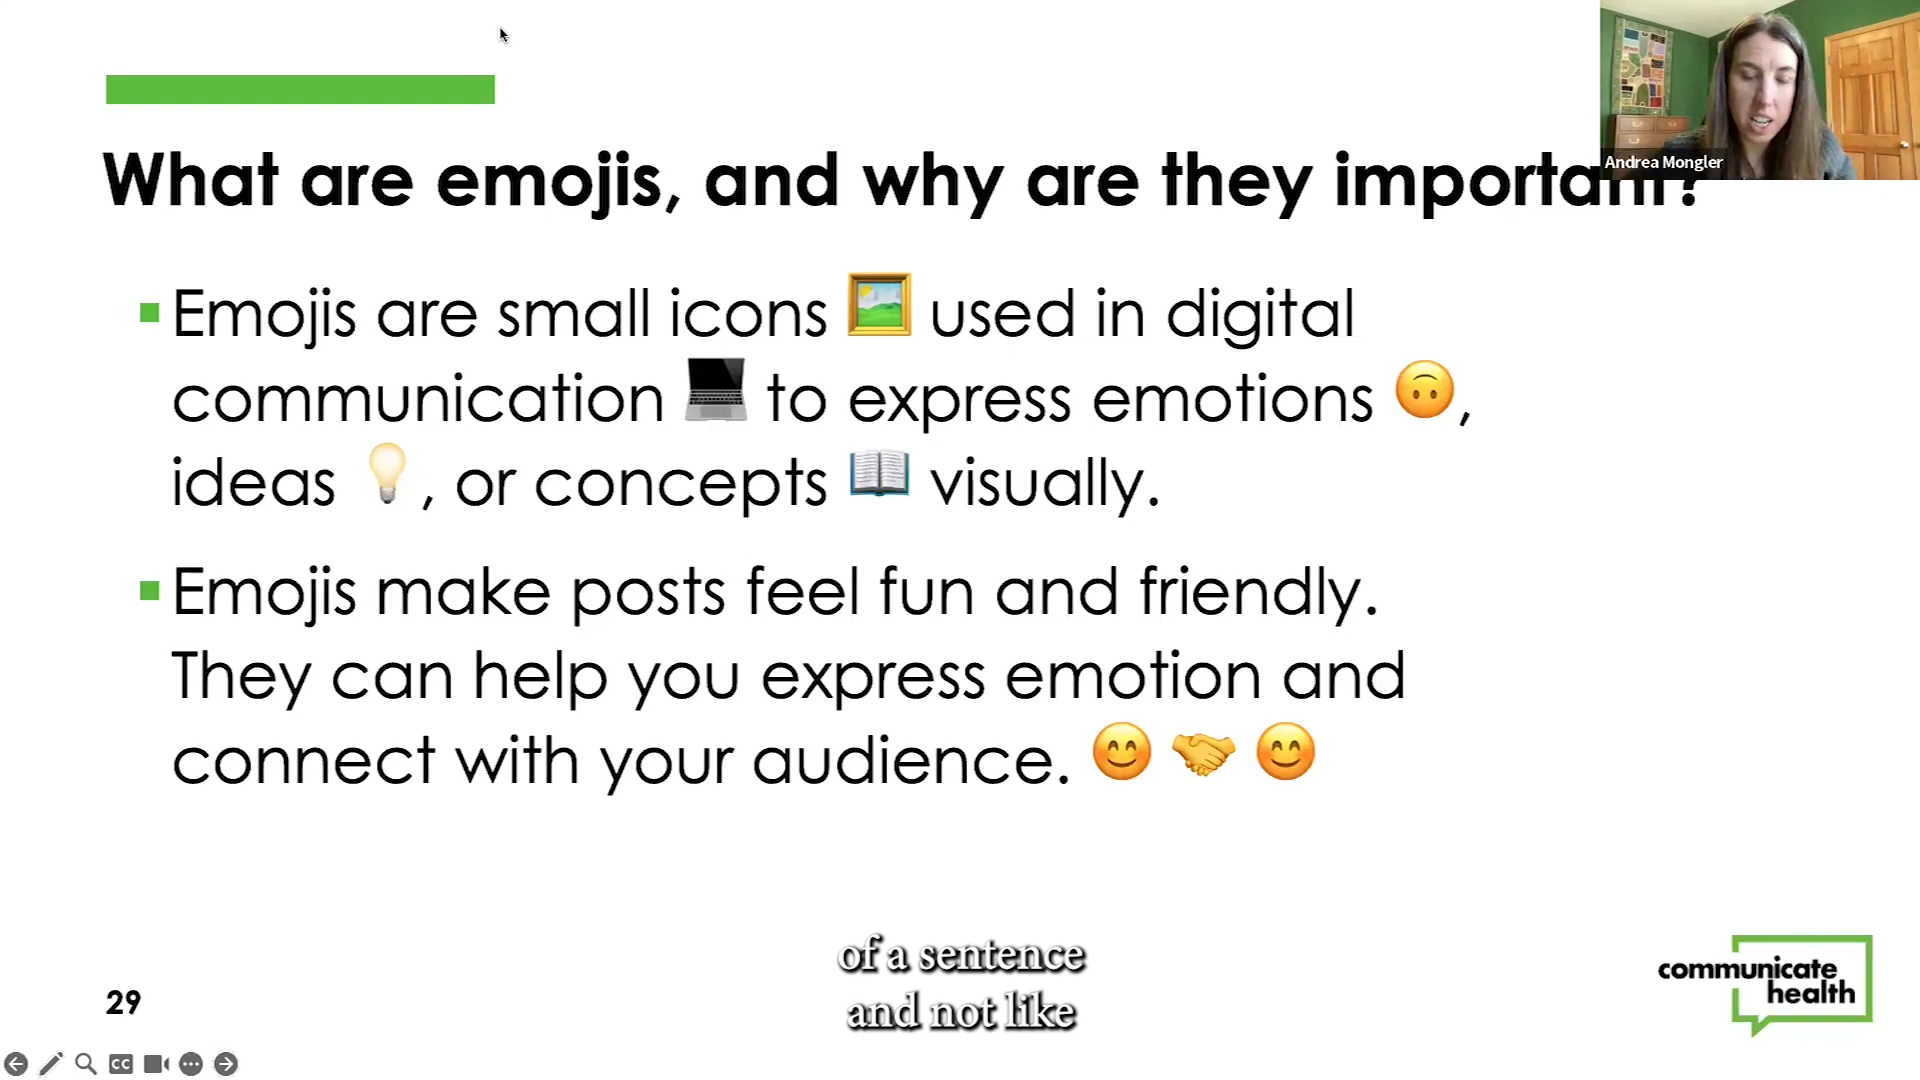 Andrea Mongler
What are emojis, and why are they important?
Emojis are small icons 🖼️ used in digital
communication 💻 to express emotions 🙃,
ideas 💡, or concepts 📖 visually.
Emojis make posts feel fun and friendly.
They can help you express emotion and
connect with your audience. 😊 🤝 😊
of a sentence
and not like
communicate
health
29
CC